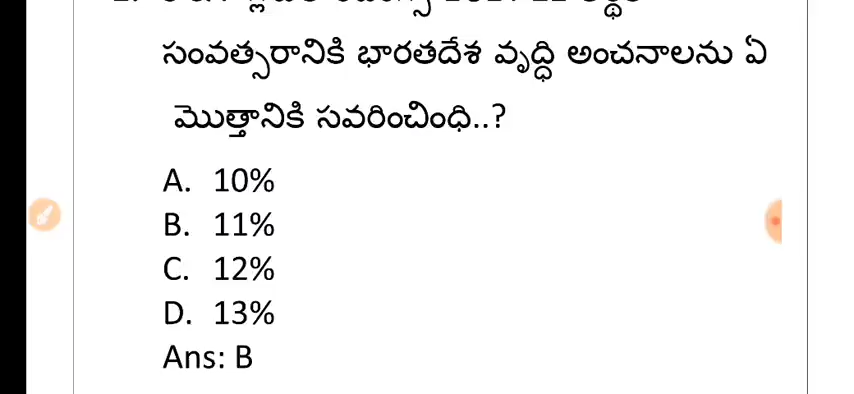 సంవత్సరానికి భారతదేశ వృద్ధి అంచనాలను ఏ
మొత్తానికి సవరించింది..?
A. 10%
B. 11%
C. 12%
D. 13%
Ans: B